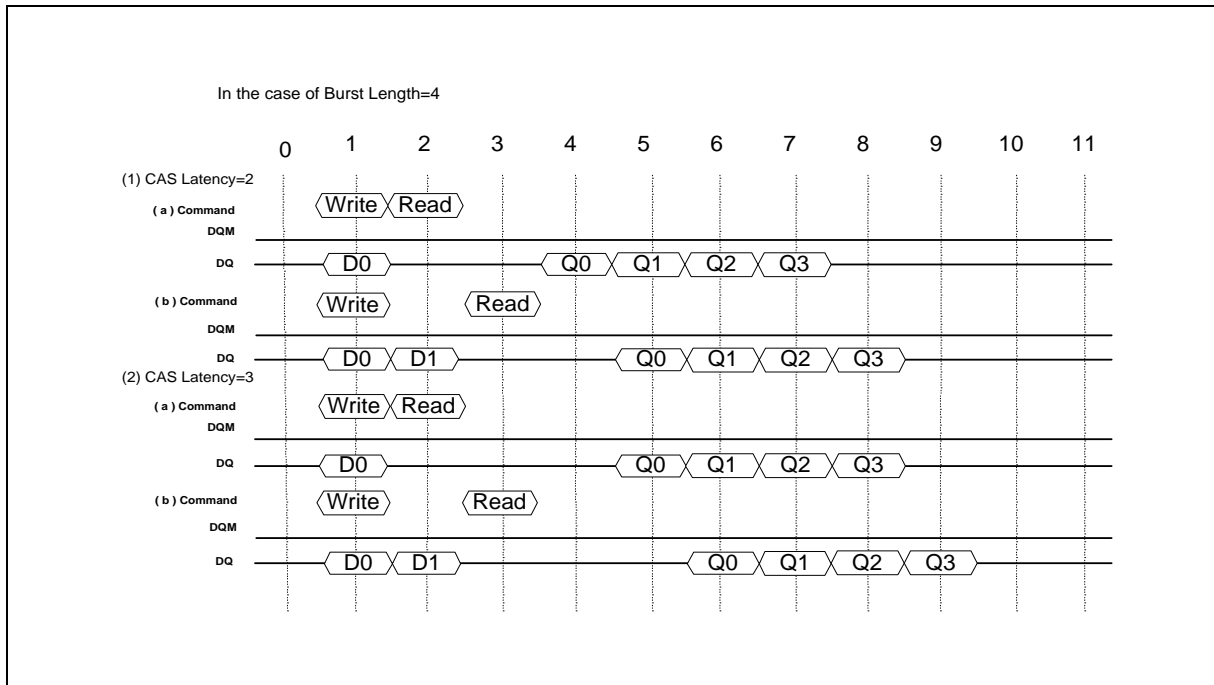 In the case of Burst Length=4
0 1 2 3 4 5 6 7 8 9 10 11
(1) CAS Latency=2
( a ) Command Write Read
DQM
DQ D0 Q0 Q1 Q2 Q3
( b ) Command Write Read
DQM
DQ D0 D1 Q0 Q1 Q2 Q3
(2) CAS Latency=3
( a ) Command Write Read
DQM
DQ D0 Q0 Q1 Q2 Q3
( b ) Command Write Read
DQM
DQ D0 D1 Q0 Q1 Q2 Q3